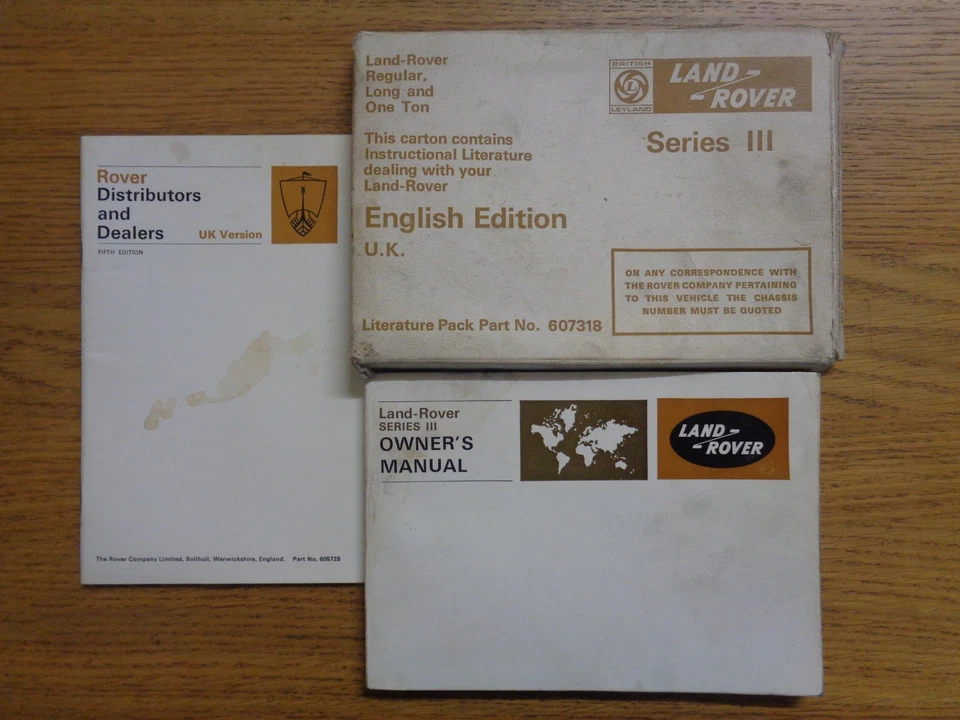 Land-Rover
Regular,
Long and
One Ton
This carton contains
Instructional Literature
dealing with your
Land-Rover
English Edition
U.K.
Literature Pack Part No. 607318
BRITISH
L
LEYLAND
LAND
ROVER
Series III
ON ANY CORRESPONDENCE WITH
THE ROVER COMPANY PERTAINING
TO THIS VEHICLE THE CHASSIS
NUMBER MUST BE QUOTED
Rover
Distributors
and
Dealers UK Version
FIFTH EDITION
The Rover Company Limited, Solihull, Warwickshire, England. Part No. 605725
Land-Rover
SERIES III
OWNER'S
MANUAL
LAND
ROVER